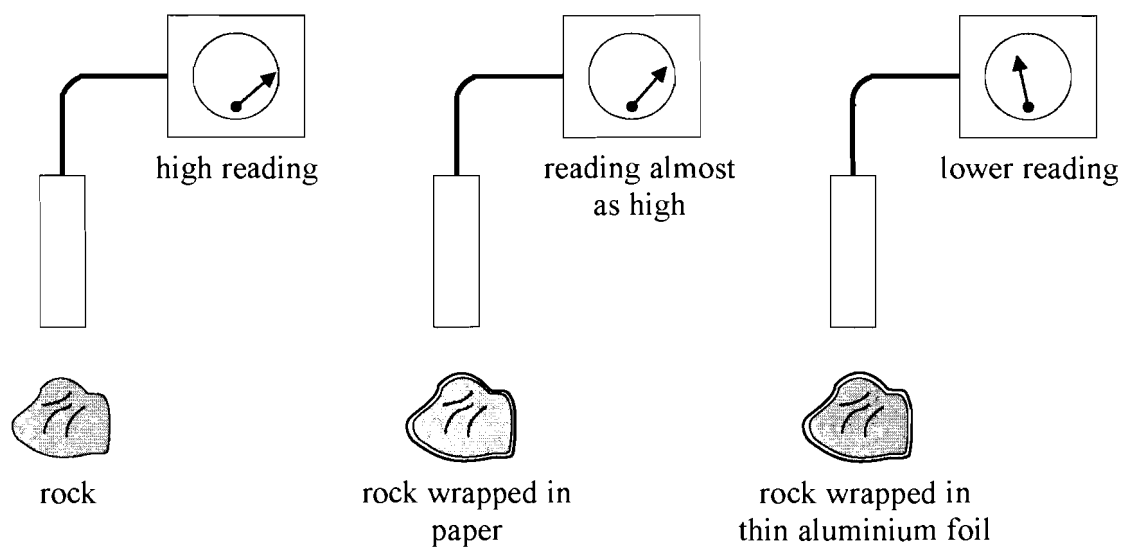 high reading
reading almost
as high
lower reading
rock
rock wrapped in
paper
rock wrapped in
thin aluminium foil